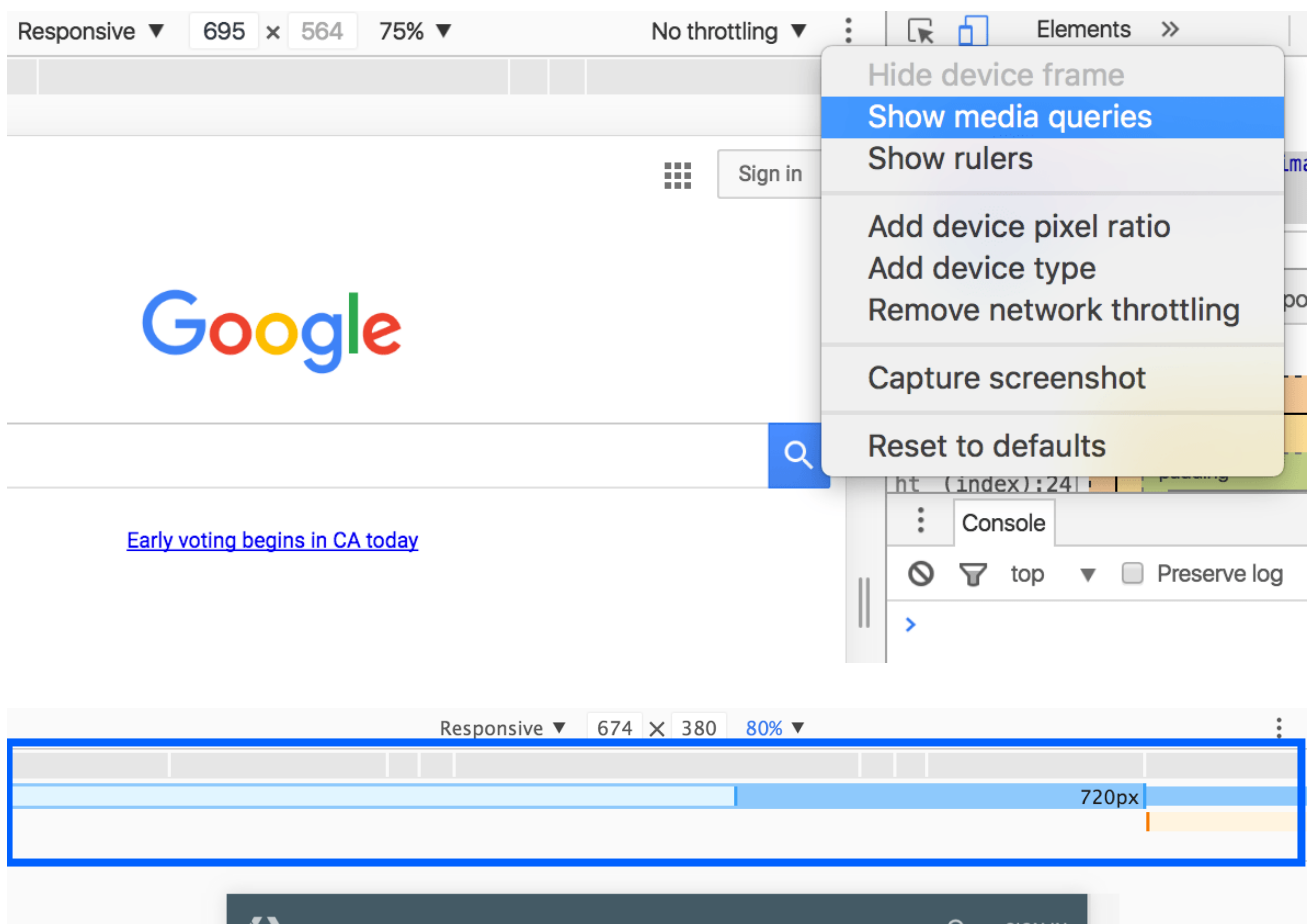 Responsive ▼ 695 × 564 75% ▼ No throttling ▼
Elements »
Hide device frame
Show media queries
Show rulers
Add device pixel ratio
Add device type
Remove network throttling
Capture screenshot
Reset to defaults
Sign in
Google
Early voting begins in CA today
ht (index):24
Console
top ▼ Preserve log
>
Responsive ▼ 674 × 380 80% ▼
720px